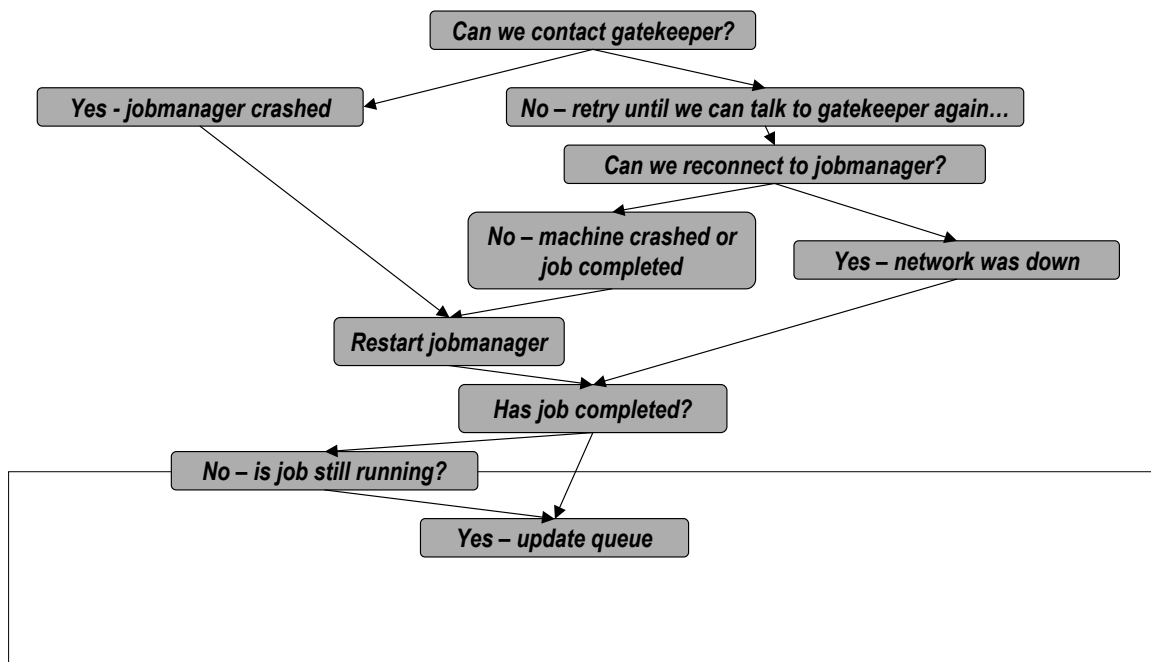 Can we contact gatekeeper?
Yes - jobmanager crashed
No – retry until we can talk to gatekeeper again…
Can we reconnect to jobmanager?
No – machine crashed or
job completed
Yes – network was down
Restart jobmanager
Has job completed?
No – is job still running?
Yes – update queue